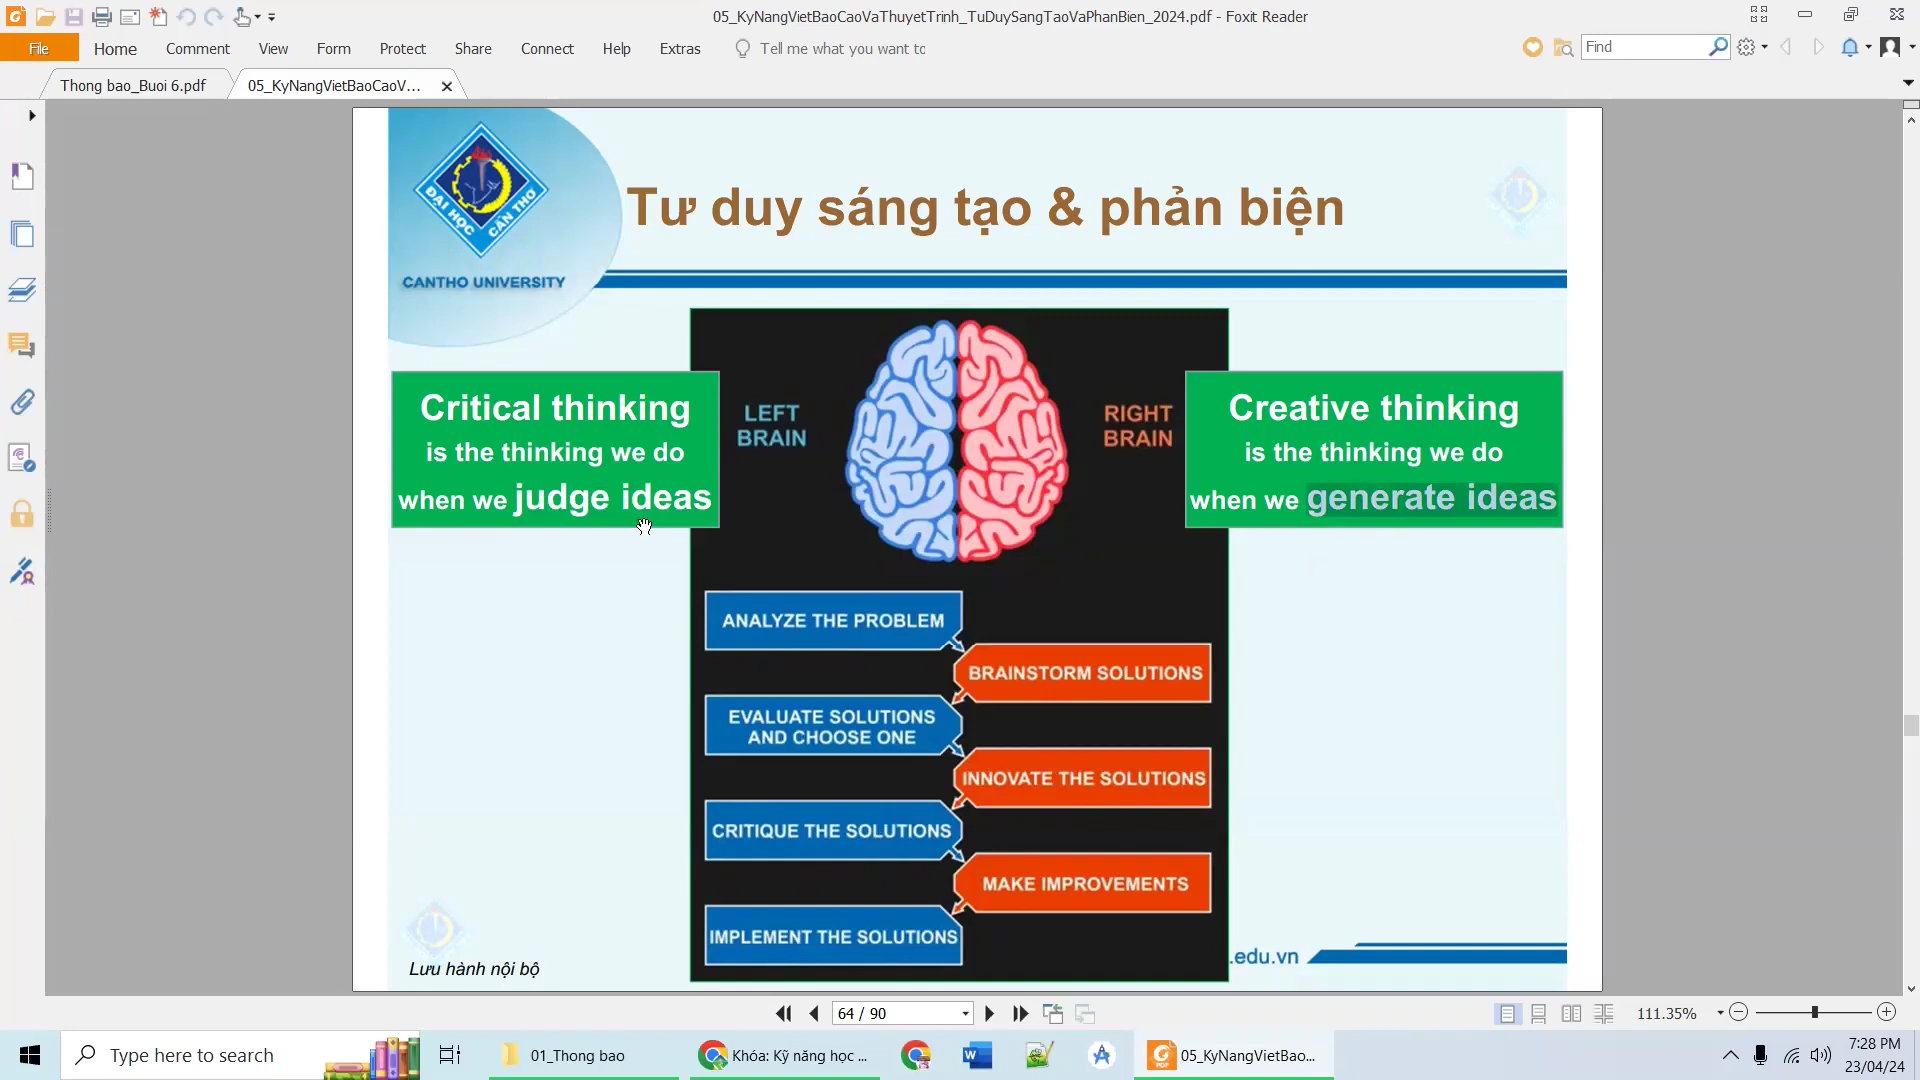 05_KyNangVietBaoCaoVaThuyetTrinh_TuDuySangTaoVaPhanBien_2024.pdf - Foxit Reader
File Home Comment View Form Protect Share Connect Help Extras Tell me what you want to Find
Thong bao_Buoi 6.pdf 05_KyNangVietBaoCaoV...
ĐẠI HỌC CẦN THƠ
CANTHO UNIVERSITY
Tư duy sáng tạo & phản biện
Critical thinking
is the thinking we do
when we judge ideas
LEFT
BRAIN
RIGHT
BRAIN
Creative thinking
is the thinking we do
when we generate ideas
ANALYZE THE PROBLEM
BRAINSTORM SOLUTIONS
EVALUATE SOLUTIONS
AND CHOOSE ONE
INNOVATE THE SOLUTIONS
CRITIQUE THE SOLUTIONS
MAKE IMPROVEMENTS
IMPLEMENT THE SOLUTIONS
Lưu hành nội bộ
.edu.vn
64 / 90
111.35%
Type here to search
01_Thong bao
Khóa: Kỹ năng học ...
05_KyNangVietBao...
7:28 PM
23/04/24